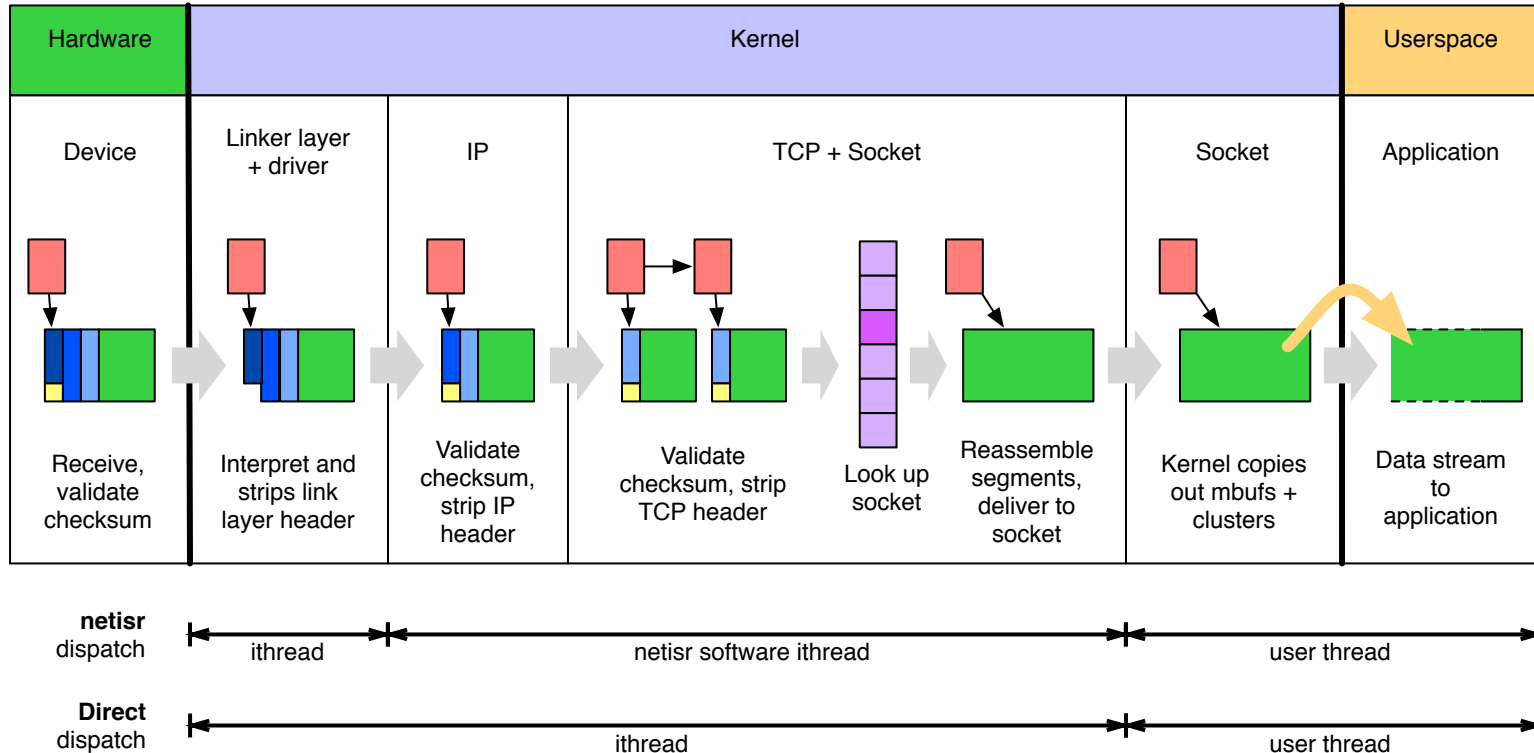 Hardware
Kernel
Userspace
Device
Linker layer
+ driver
IP
TCP + Socket
Socket
Application
Receive,
validate
checksum
Interpret and
strips link
layer header
Validate
checksum,
strip IP
header
Validate
checksum, strip
TCP header
Look up
socket
Reassemble
segments,
deliver to
socket
Kernel copies
out mbufs +
clusters
Data stream
to
application
netisr
dispatch
ithread
netisr software ithread
user thread
Direct
dispatch
ithread
user thread